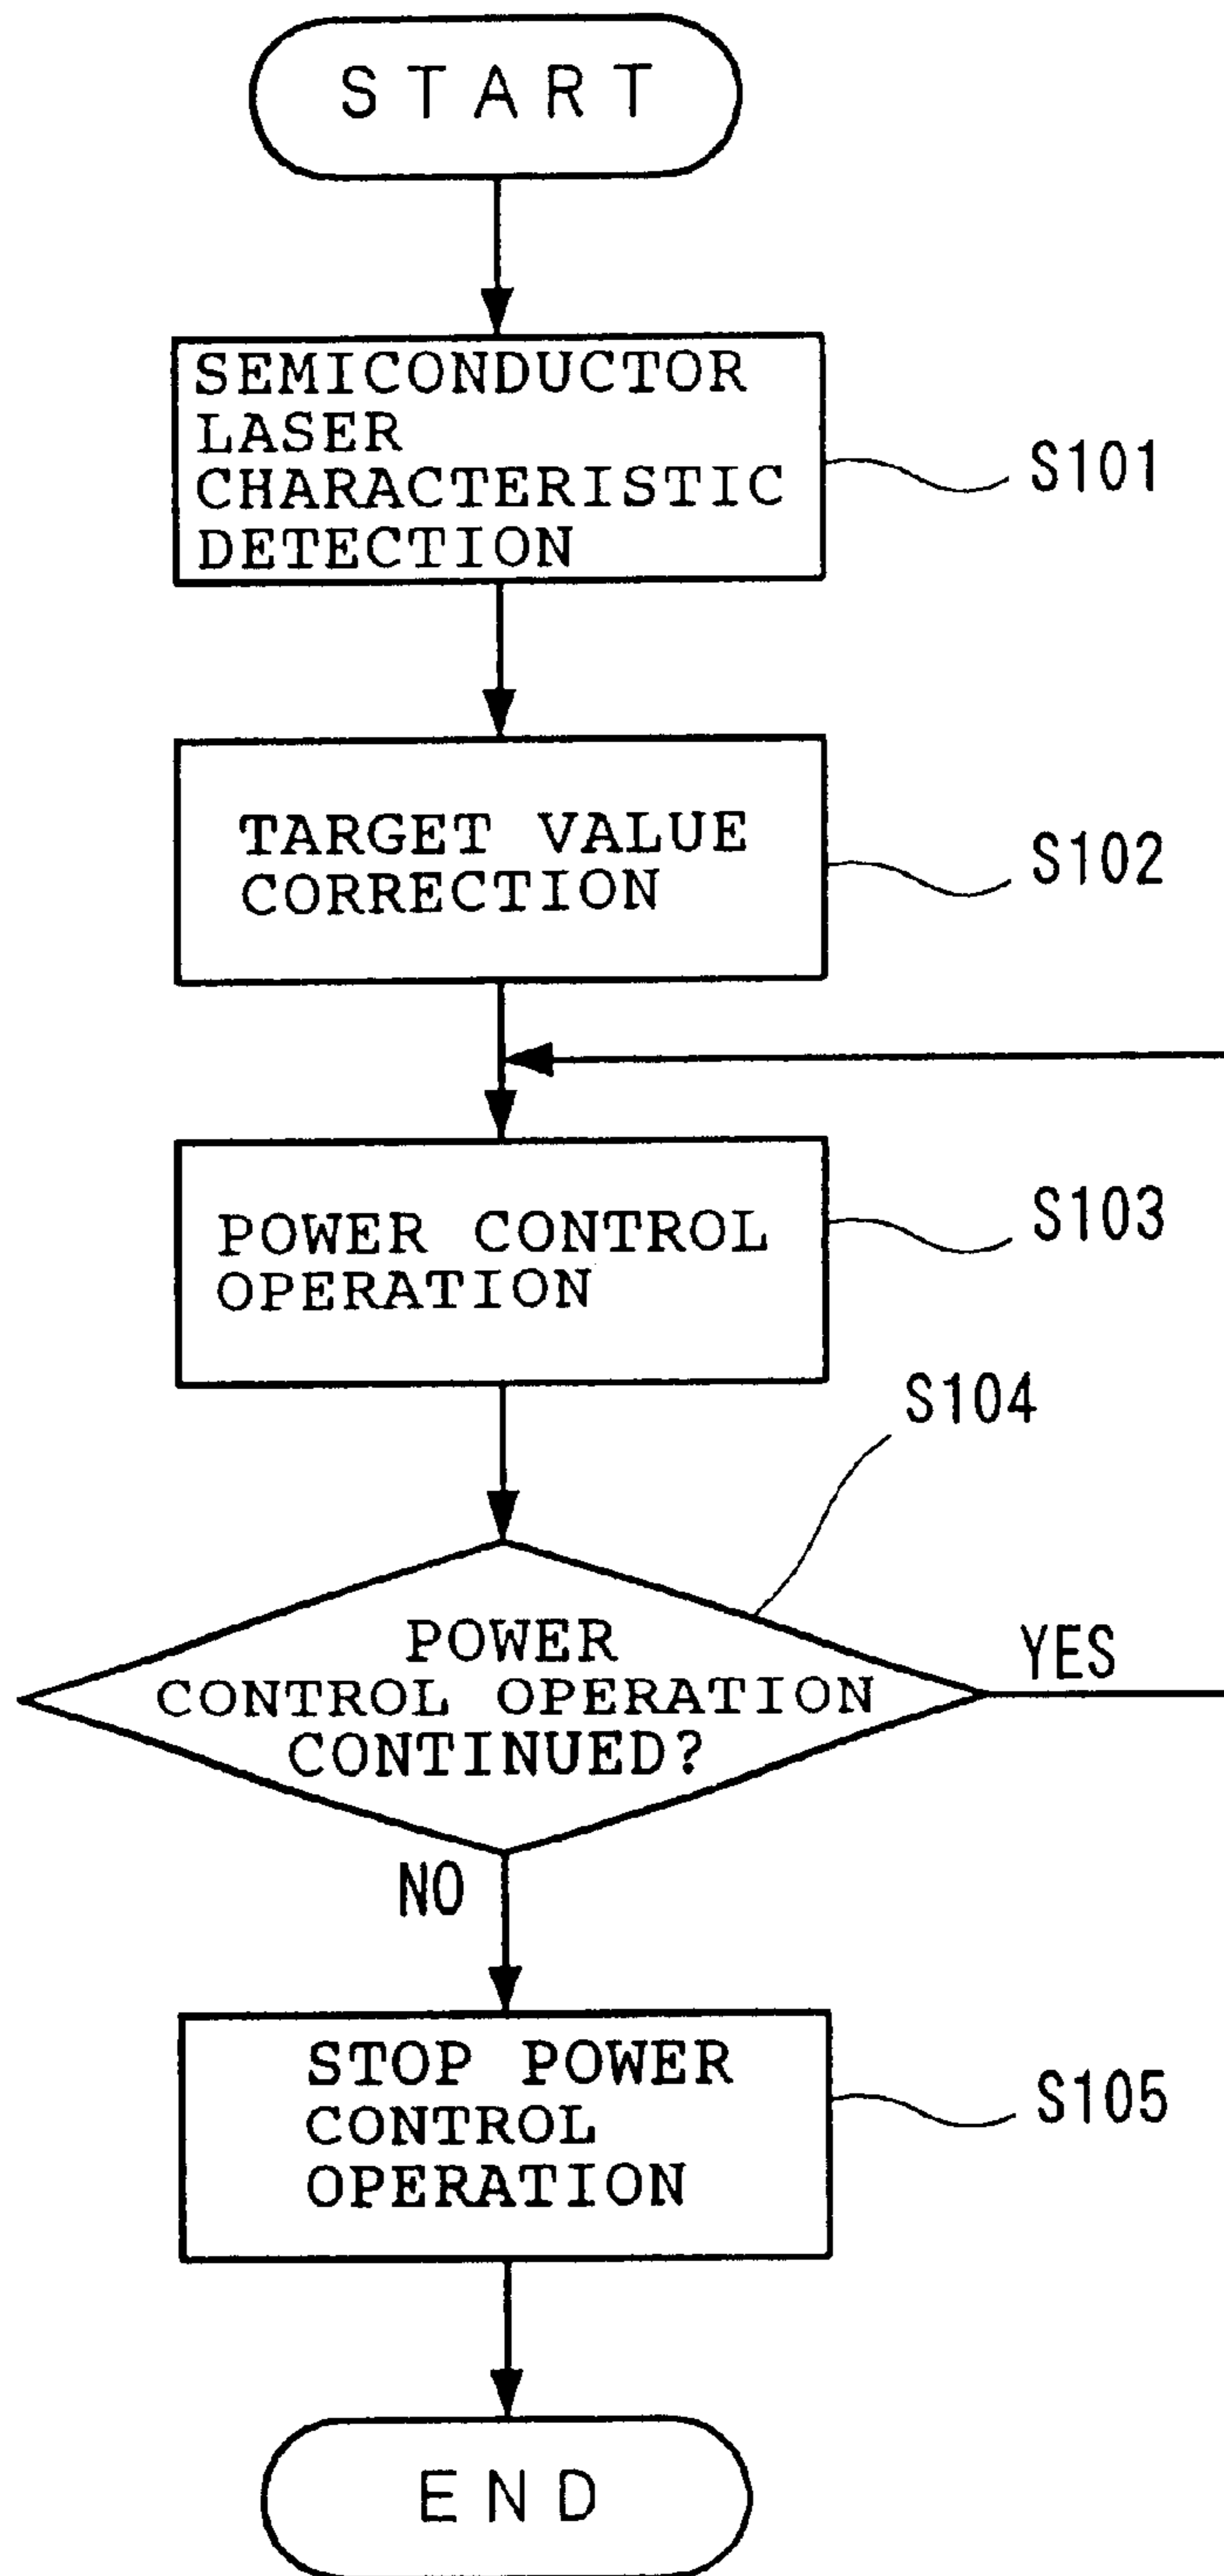 START
SEMICONDUCTOR
LASER
CHARACTERISTIC
DETECTION
S101
TARGET VALUE
CORRECTION
S102
POWER CONTROL
OPERATION
S103
S104
POWER
CONTROL OPERATION
CONTINUED?
YES
NO
STOP POWER
CONTROL
OPERATION
S105
END